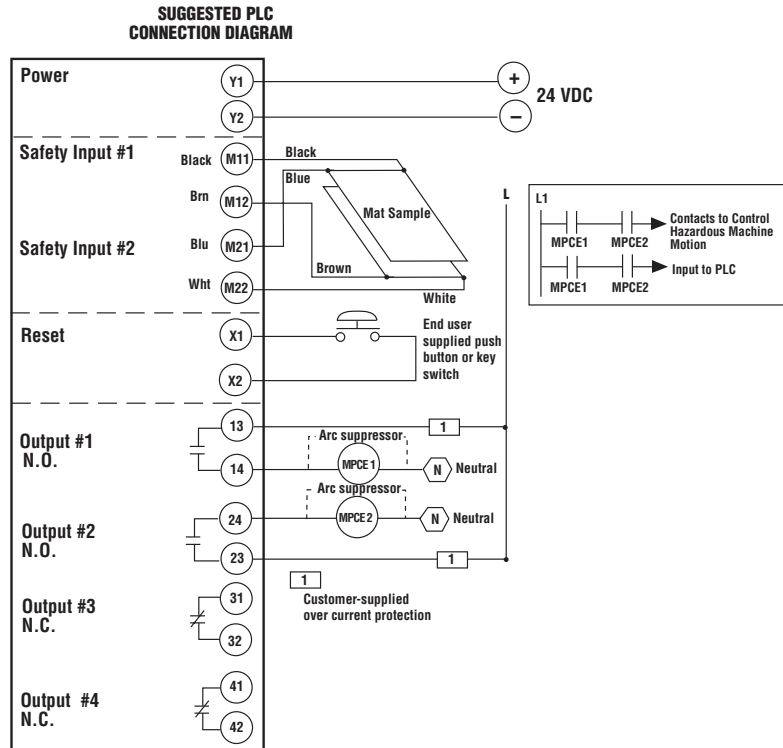 SUGGESTED PLC
CONNECTION DIAGRAM
Power
Y1
+
24 VDC
Y2
−
Safety Input #1
Black
M11
Black
Blue
Brn
M12
Mat Sample
Safety Input #2
Blu
M21
Brown
Wht
M22
White
L
L1
MPCE1
MPCE2
Contacts to Control
Hazardous Machine
Motion
MPCE1
MPCE2
Input to PLC
Reset
X1
X2
End user
supplied push
button or key
switch
Output #1
N.O.
13
1
14
Arc suppressor
MPCE 1
N
Neutral
Output #2
N.O.
24
Arc suppressor
MPCE 2
N
Neutral
23
1
1
Customer-supplied
over current protection
Output #3
N.C.
31
32
Output #4
N.C.
41
42